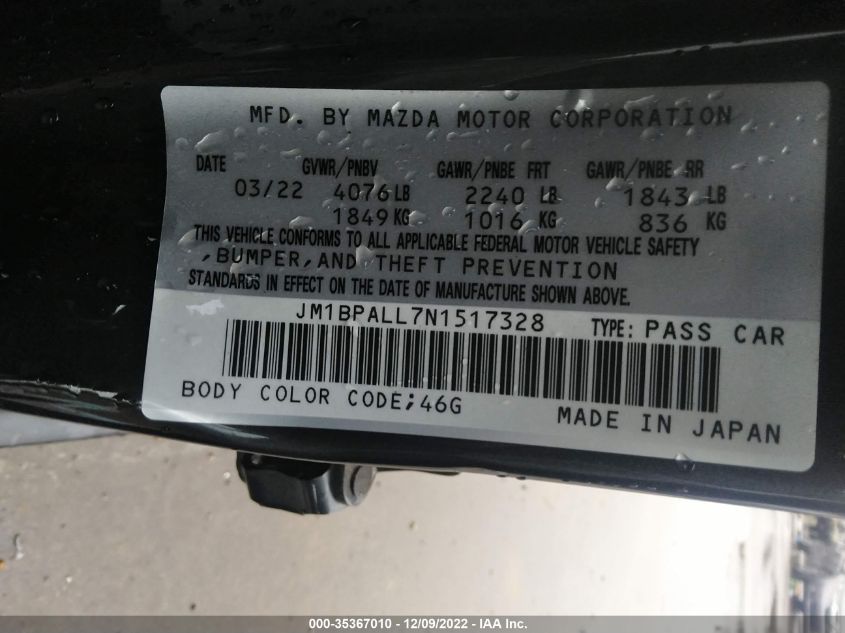 MFD. BY MAZDA MOTOR CORPORATION
DATE GVWR/PNBV GAWR/PNBE FRT GAWR/PNBE RR
03/22 4076 LB 2240 LB 1843 LB
1849 KG 1016 KG 836 KG
THIS VEHICLE CONFORMS TO ALL APPLICABLE FEDERAL MOTOR VEHICLE SAFETY
,BUMPER,AND THEFT PREVENTION
STANDARDS IN EFFECT ON THE DATE OF MANUFACTURE SHOWN ABOVE.
JM1BPALL7N1517328 TYPE: PASS CAR
BODY COLOR CODE;46G MADE IN JAPAN
000-35367010 - 12/09/2022 - IAA Inc.